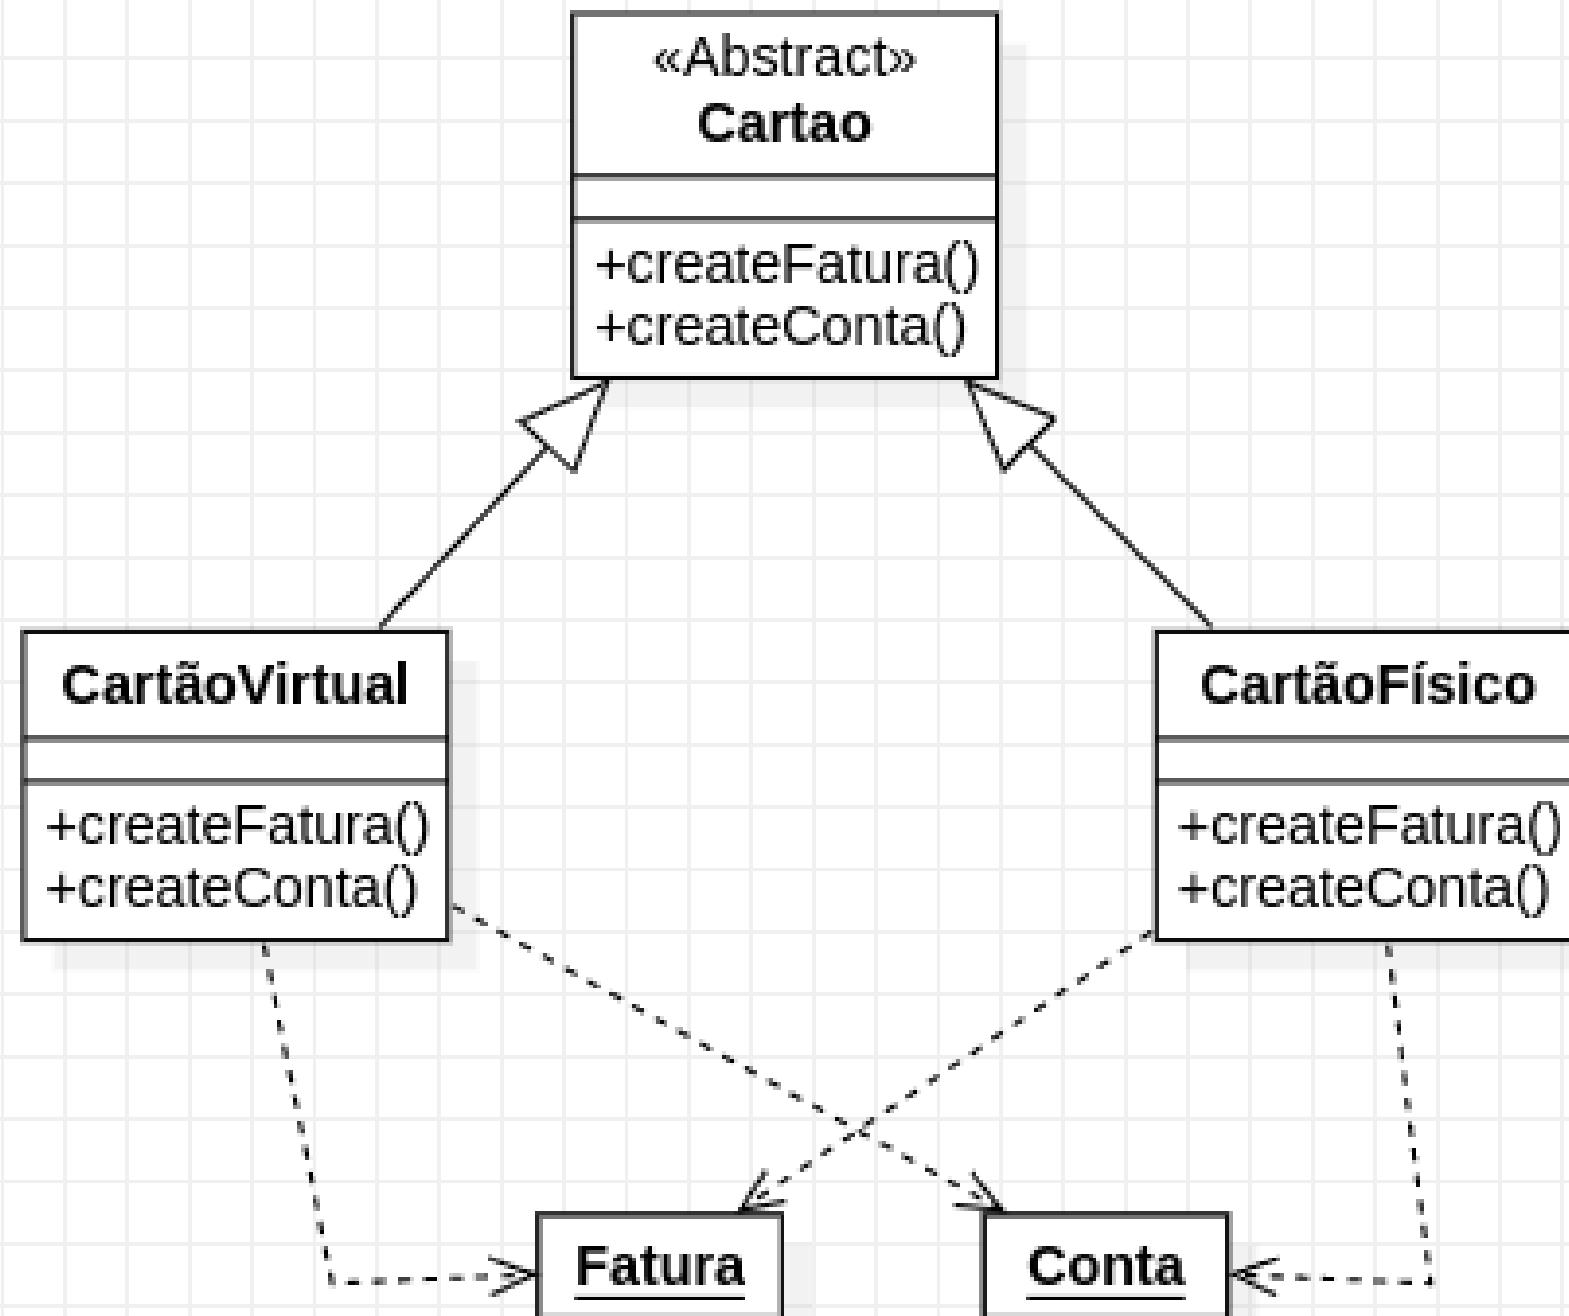 «Abstract»
Cartao
+createFatura()
+createConta()
CartãoVirtual
+createFatura()
+createConta()
CartãoFísico
+createFatura()
+createConta()
Fatura
Conta